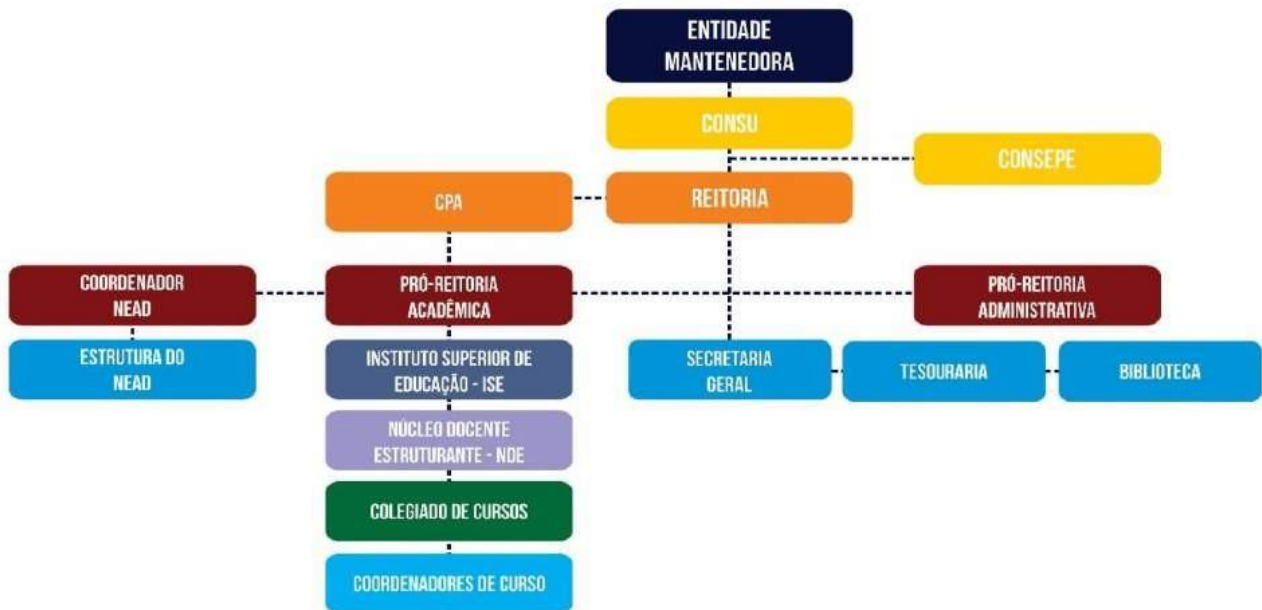 ENTIDADE
MANTENEDORA
CONSU
CONSEPE
CPA
REITORIA
COORDENADOR
NEAD
PRÓ-REITORIA
ACADÊMICA
PRÓ-REITORIA
ADMINISTRATIVA
ESTRUTURA DO
NEAD
INSTITUTO SUPERIOR DE
EDUCAÇÃO - ISE
SECRETARIA
GERAL
TESOURARIA
BIBLIOTECA
NÚCLEO DOCENTE
ESTRUTURANTE - NDE
COLEGIADO DE CURSOS
COORDENADORES DE CURSO